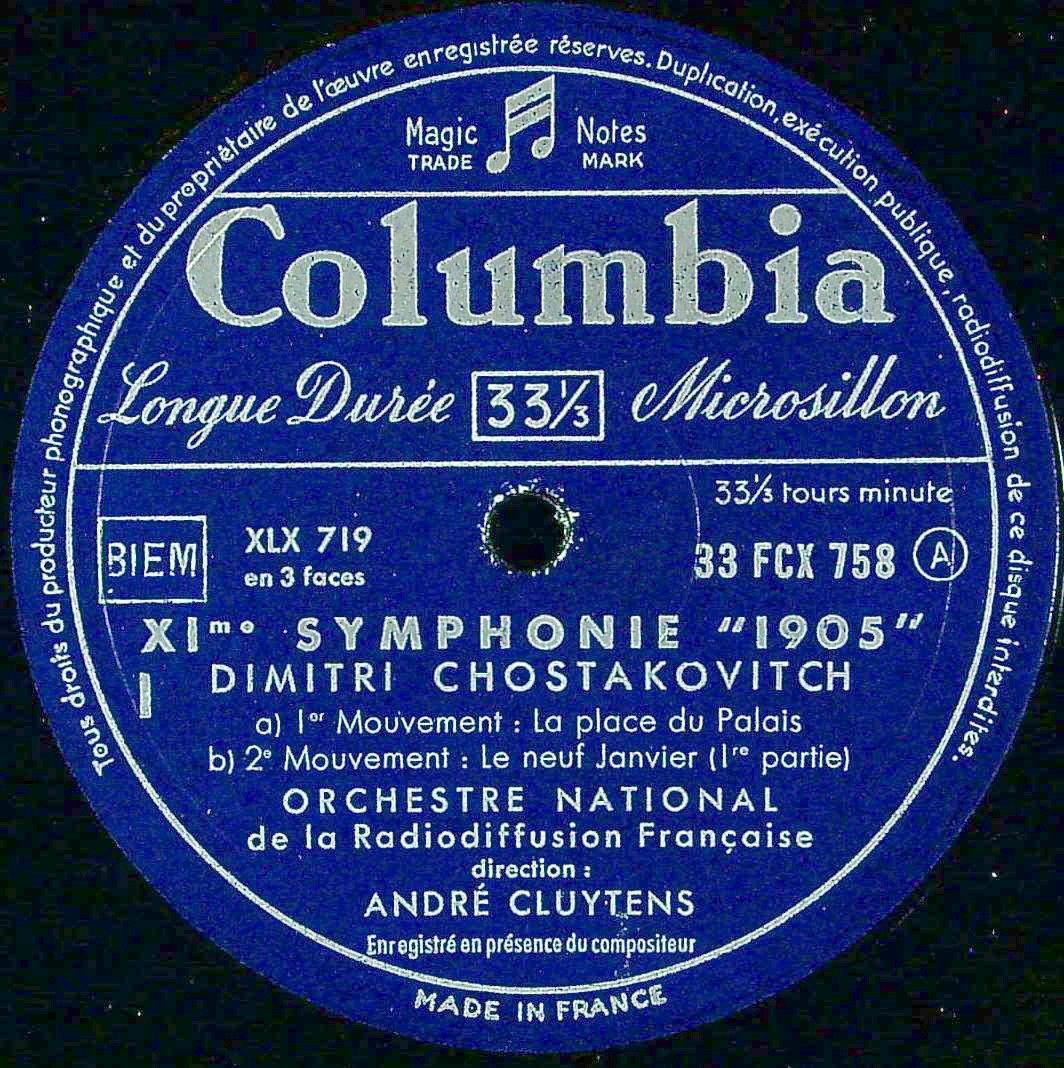 Tous droits du producteur phonographique et du propriétaire de l'œuvre enregistrée réservés. Duplication, exécution publique, radiodiffusion de ce disque interdites.
Magic Notes
TRADE MARK
Columbia
Longue Durée 33⅓ Microsillon
33⅓ tours minute
BIEM
XLX 719
en 3 faces
33 FCX 758 A
XIme SYMPHONIE "1905"
DIMITRI CHOSTAKOVITCH
I
a) 1er Mouvement : La place du Palais
b) 2e Mouvement : Le neuf Janvier (1re partie)
ORCHESTRE NATIONAL
de la Radiodiffusion Française
direction :
ANDRÉ CLUYTENS
Enregistré en présence du compositeur
MADE IN FRANCE